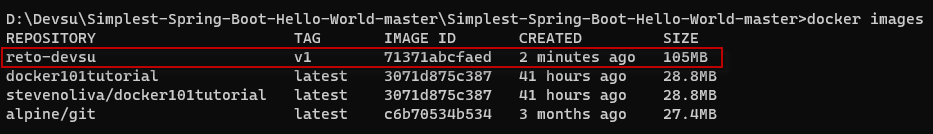 D:\Devsu\Simplest-Spring-Boot-Hello-World-master\Simplest-Spring-Boot-Hello-World-master>docker images
REPOSITORY TAG IMAGE ID CREATED SIZE
reto-devsu v1 71371abcfaed 2 minutes ago 105MB
docker101tutorial latest 3071d875c387 41 hours ago 28.8MB
stevenoliva/docker101tutorial latest 3071d875c387 41 hours ago 28.8MB
alpine/git latest c6b70534b534 3 months ago 27.4MB